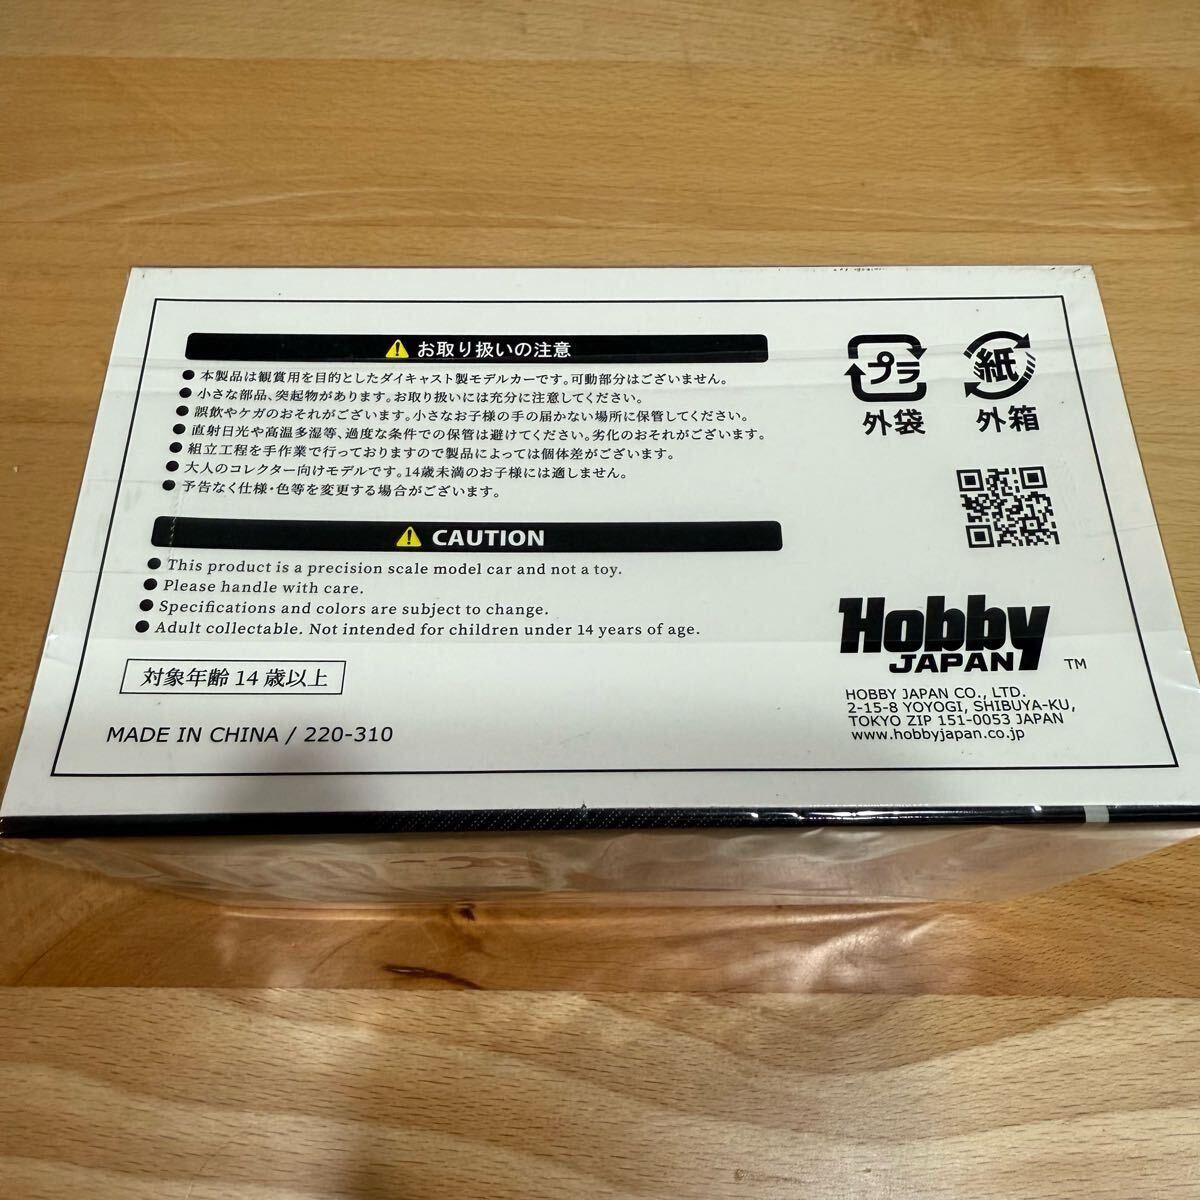 ⚠ お取り扱いの注意
●本製品は観賞用を目的としたダイキャスト製モデルカーです。可動部分はございません。
●小さな部品、突起物があります。お取り扱いには充分に注意してください。
●誤飲やケガのおそれがございます。小さなお子様の手の届かない場所に保管してください。
●直射日光や高温多湿等、過度な条件での保管は避けてください。劣化のおそれがございます。
●組立工程を手作業で行っておりますので製品によっては個体差がございます。
●大人のコレクター向けモデルです。14歳未満のお子様には適しません。
●予告なく仕様・色等を変更する場合がございます。
⚠ CAUTION
●This product is a precision scale model car and not a toy.
●Please handle with care.
●Specifications and colors are subject to change.
●Adult collectable. Not intended for children under 14 years of age.
対象年齢 14 歳以上
MADE IN CHINA / 220-310
プラ
外袋
紙
外箱
Hobby
JAPAN ™
HOBBY JAPAN CO., LTD.
2-15-8 YOYOGI, SHIBUYA-KU,
TOKYO ZIP 151-0053 JAPAN
www.hobbyjapan.co.jp